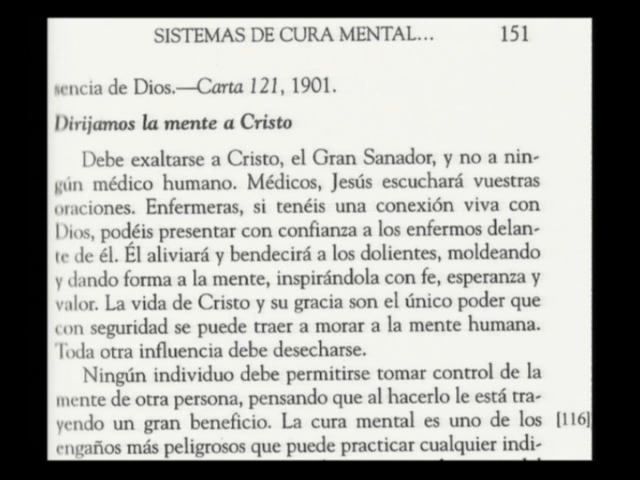 SISTEMAS DE CURA MENTAL... 151
sencia de Dios.—Carta 121, 1901.
Dirijamos la mente a Cristo
Debe exaltarse a Cristo, el Gran Sanador, y no a nin-
gún médico humano. Médicos, Jesús escuchará vuestras
oraciones. Enfermeras, si tenéis una conexión viva con
Dios, podéis presentar con confianza a los enfermos delan-
te de él. Él aliviará y bendecirá a los dolientes, moldeando
y dando forma a la mente, inspirándola con fe, esperanza y
valor. La vida de Cristo y su gracia son el único poder que
con seguridad se puede traer a morar a la mente humana.
Toda otra influencia debe desecharse.
Ningún individuo debe permitirse tomar control de la
mente de otra persona, pensando que al hacerlo le está tra-
yendo un gran beneficio. La cura mental es uno de los [116]
engaños más peligrosos que puede practicar cualquier indi-